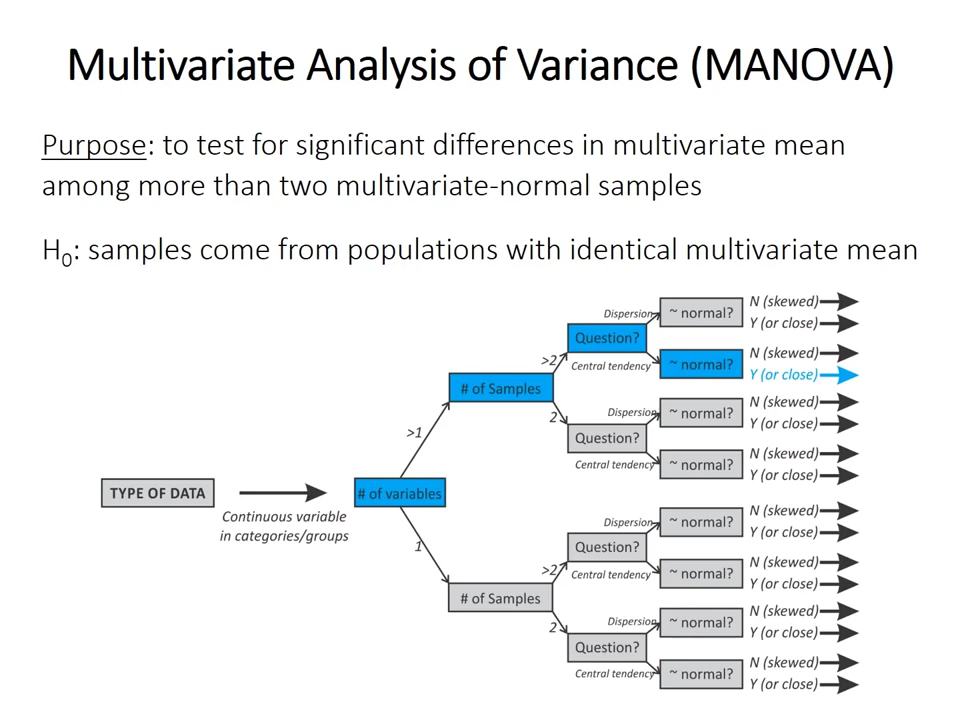 Multivariate Analysis of Variance (MANOVA)
Purpose: to test for significant differences in multivariate mean
among more than two multivariate-normal samples
H0: samples come from populations with identical multivariate mean
Dispersion
~ normal?
N (skewed)
Y (or close)
Question?
>2
Central tendency
~ normal?
N (skewed)
Y (or close)
# of Samples
2
Dispersion
~ normal?
N (skewed)
Y (or close)
Question?
Central tendency
~ normal?
N (skewed)
Y (or close)
>1
TYPE OF DATA
Continuous variable
in categories/groups
# of variables
1
Dispersion
~ normal?
N (skewed)
Y (or close)
Question?
>2
Central tendency
~ normal?
N (skewed)
Y (or close)
# of Samples
2
Dispersion
~ normal?
N (skewed)
Y (or close)
Question?
Central tendency
~ normal?
N (skewed)
Y (or close)